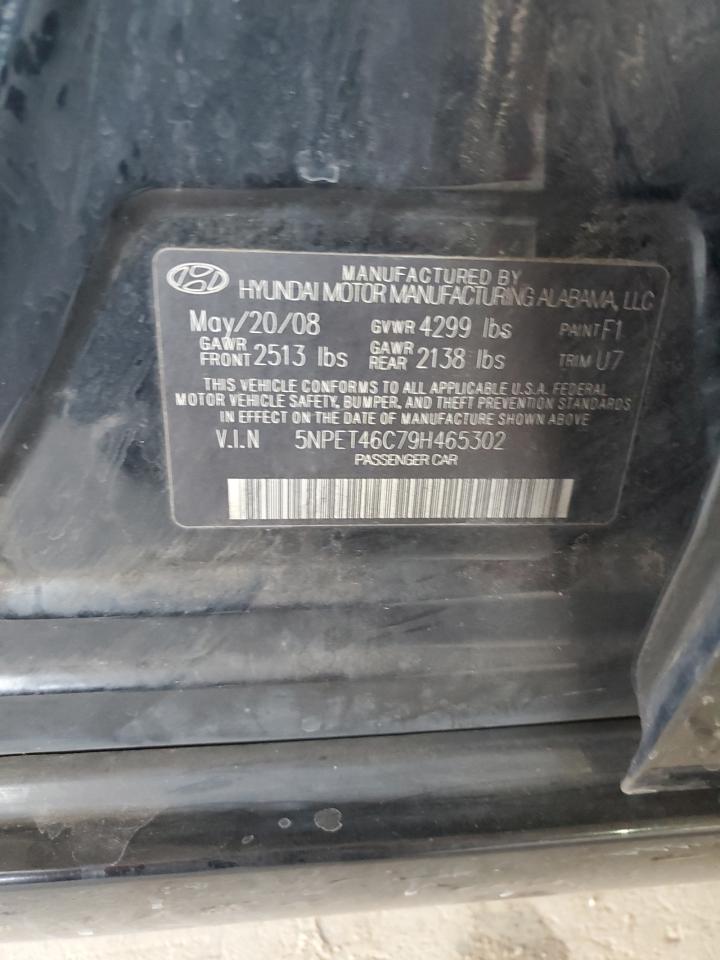 MANUFACTURED BY
HYUNDAI MOTOR MANUFACTURING ALABAMA, LLC
May/20/08 GVWR 4299 lbs PAINT F1
GAWR FRONT 2513 lbs GAWR REAR 2138 lbs TRIM U7
THIS VEHICLE CONFORMS TO ALL APPLICABLE U.S.A. FEDERAL
MOTOR VEHICLE SAFETY, BUMPER, AND THEFT PREVENTION STANDARDS
IN EFFECT ON THE DATE OF MANUFACTURE SHOWN ABOVE
V.I.N 5NPET46C79H465302
PASSENGER CAR